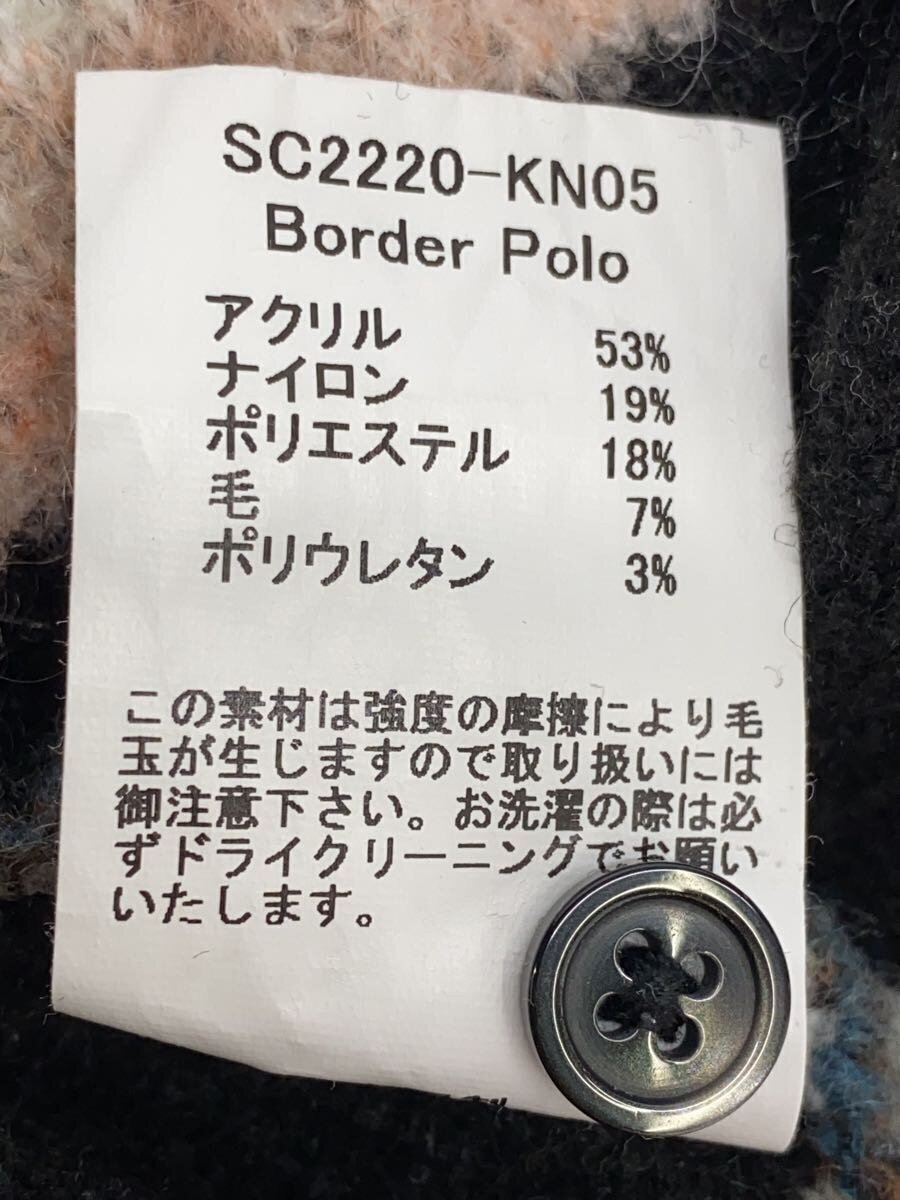 SC2220-KN05
Border Polo
アクリル 53%
ナイロン 19%
ポリエステル 18%
毛 7%
ポリウレタン 3%
この素材は強度の摩擦により毛
玉が生じますので取り扱いには
御注意下さい。お洗濯の際は必
ずドライクリーニングでお願い
いたします。